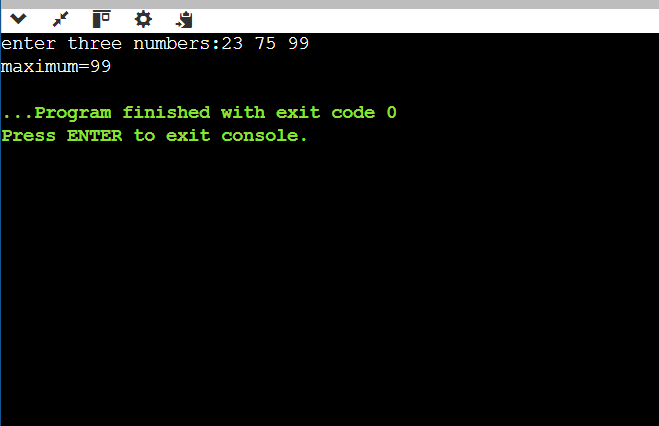 enter three numbers:23 75 99
maximum=99
...Program finished with exit code 0
Press ENTER to exit console.